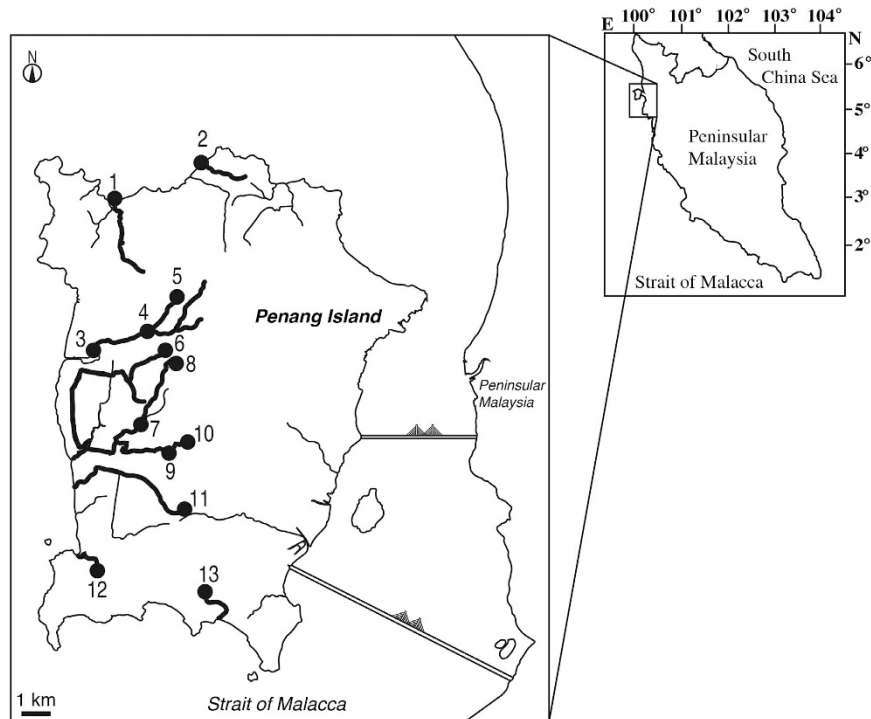 N
1
2
3
4
5
6
7
8
9
10
11
12
13
Penang Island
Peninsular
Malaysia
1 km
Strait of Malacca
E
100°
101°
102°
103°
104°
N
6°
5°
4°
3°
2°
South
China Sea
Peninsular
Malaysia
Strait of Malacca